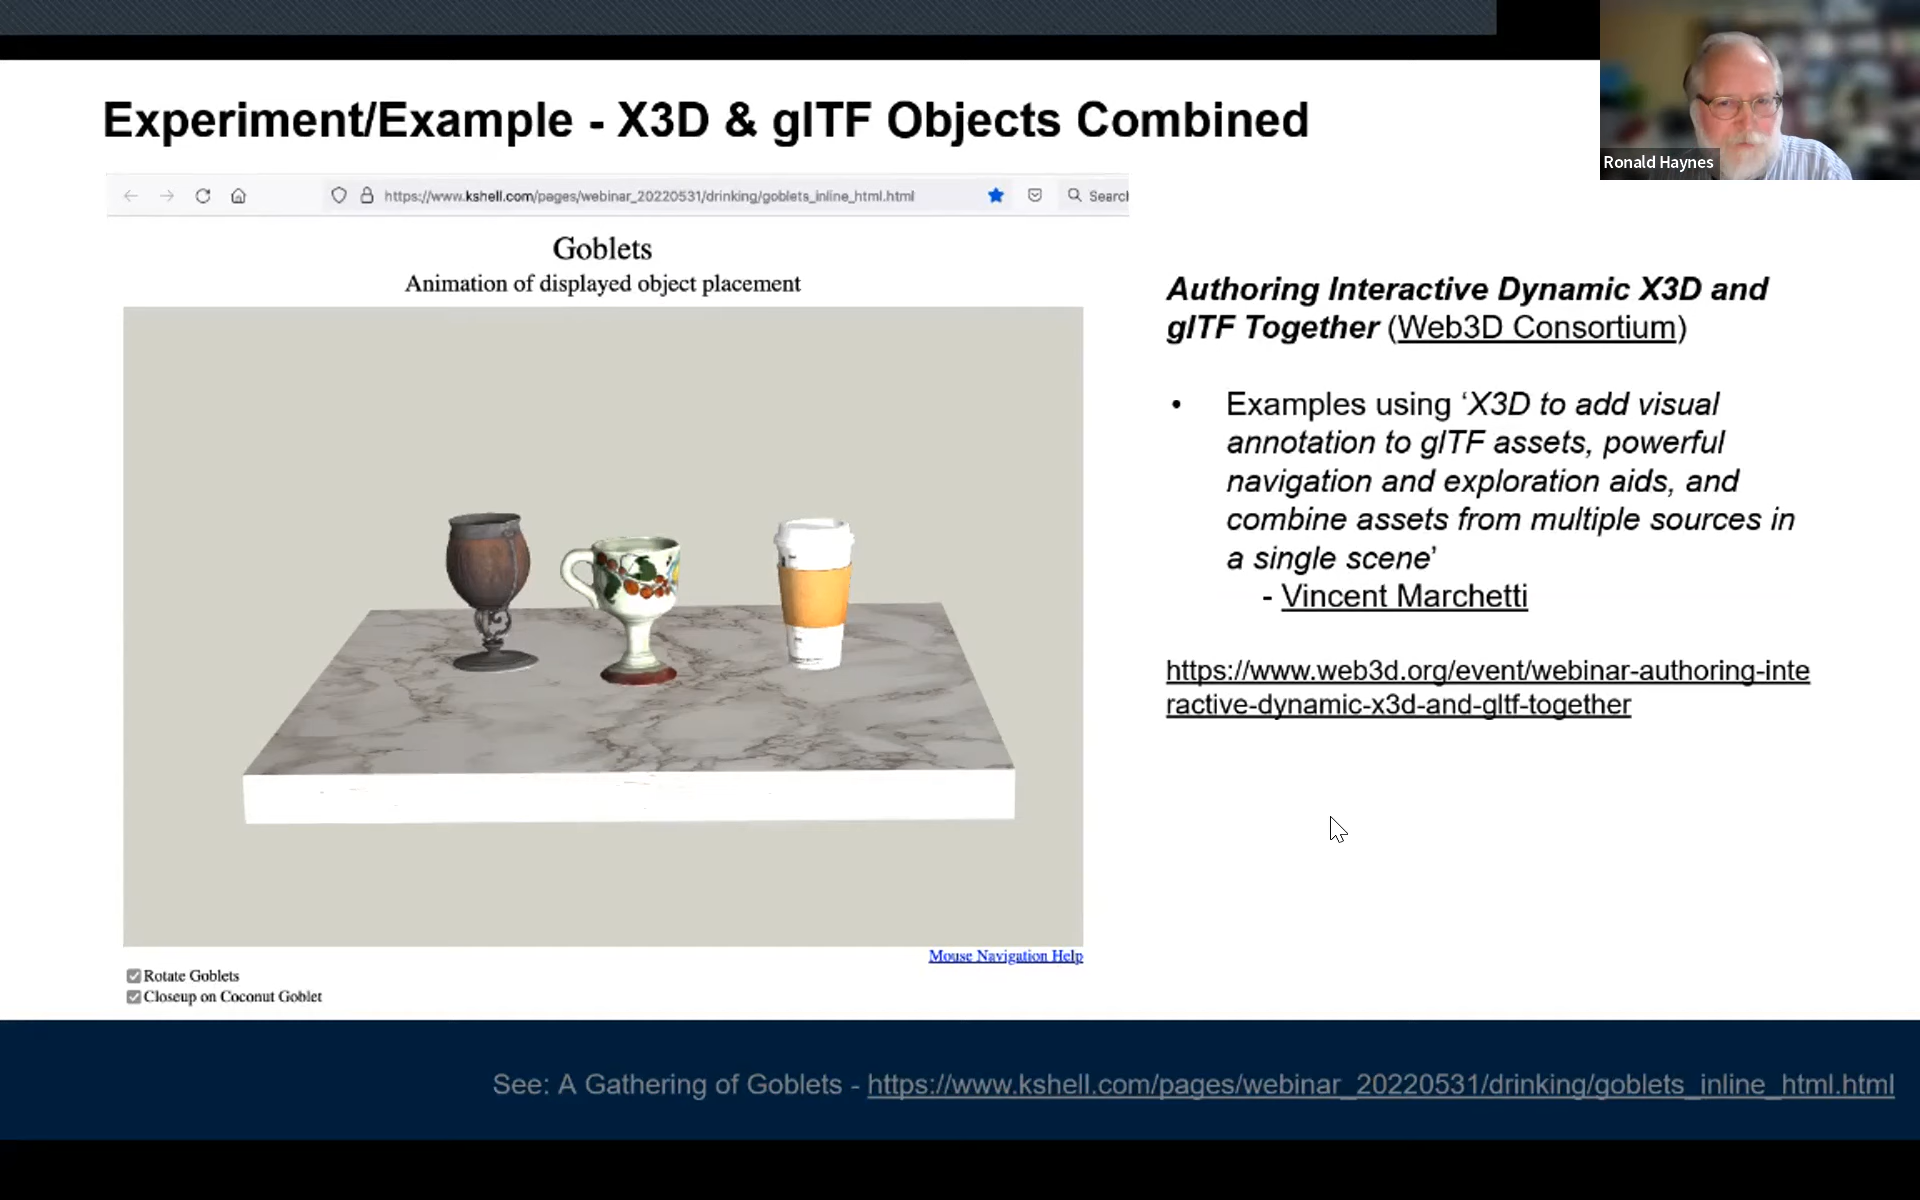 Experiment/Example - X3D & glTF Objects Combined
Ronald Haynes
https://www.kshell.com/pages/webinar_20220531/drinking/goblets_inline_html.html
Search
Goblets
Animation of displayed object placement
Mouse Navigation Help
Rotate Goblets
Closeup on Coconut Goblet
Authoring Interactive Dynamic X3D and
glTF Together (Web3D Consortium)
• Examples using ‘X3D to add visual
annotation to glTF assets, powerful
navigation and exploration aids, and
combine assets from multiple sources in
a single scene’
- Vincent Marchetti
https://www.web3d.org/event/webinar-authoring-inte
ractive-dynamic-x3d-and-gltf-together
See: A Gathering of Goblets - https://www.kshell.com/pages/webinar_20220531/drinking/goblets_inline_html.html